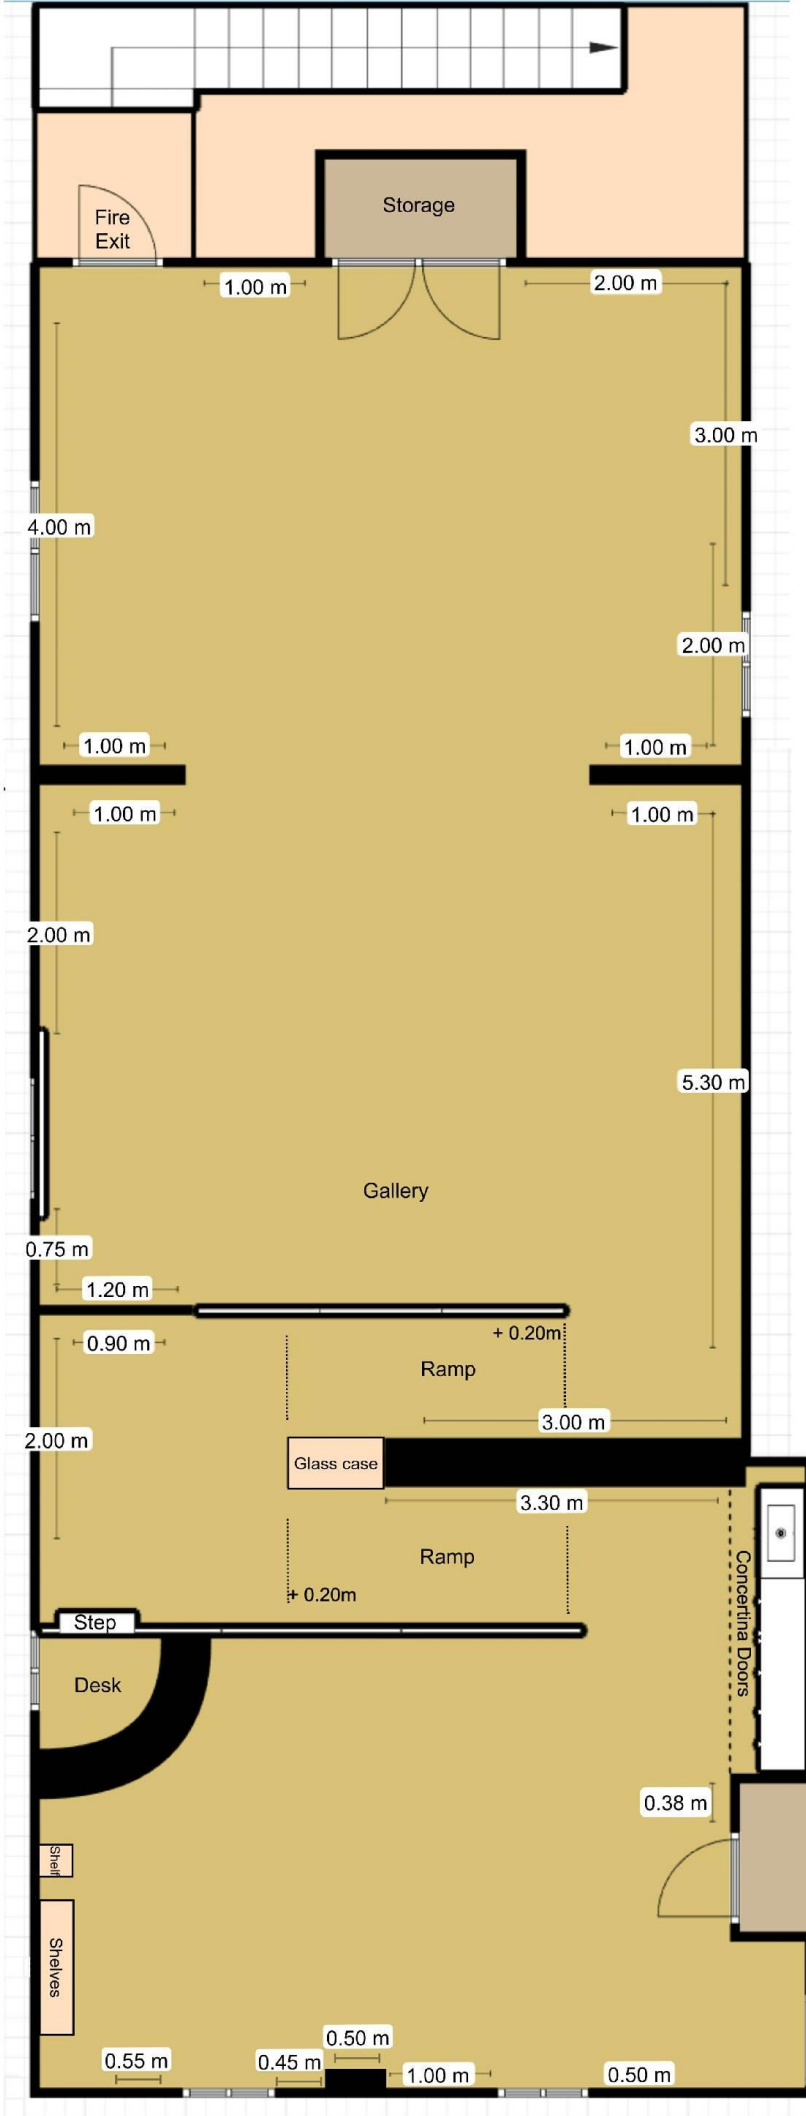 Storage
Fire
Exit
1.00 m
2.00 m
3.00 m
4.00 m
2.00 m
1.00 m
1.00 m
1.00 m
1.00 m
2.00 m
5.30 m
Gallery
0.75 m
1.20 m
+ 0.20m
0.90 m
Ramp
3.00 m
2.00 m
Glass case
3.30 m
Ramp
Concertina Doors
+ 0.20m
Step
Desk
0.38 m
Shelf
Shelves
0.50 m
0.55 m
0.45 m
1.00 m
0.50 m